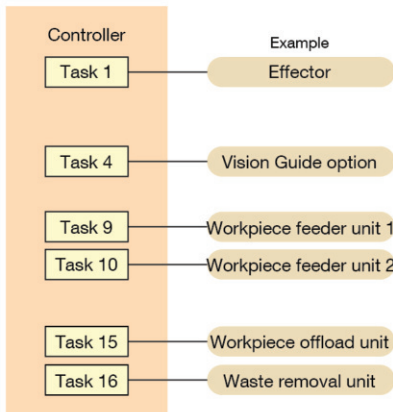 Controller
Example
Task 1
Effector
Task 4
Vision Guide option
Task 9
Workpiece feeder unit 1
Task 10
Workpiece feeder unit 2
Task 15
Workpiece offload unit
Task 16
Waste removal unit